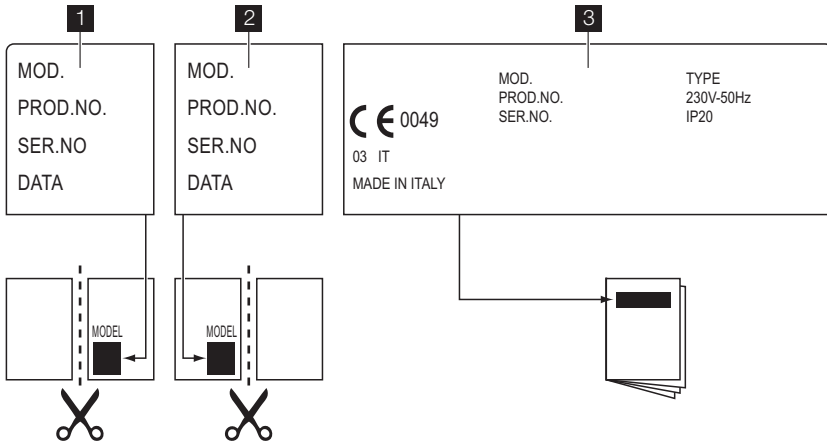 1
MOD.
PROD.NO.
SER.NO
DATA
2
MOD.
PROD.NO.
SER.NO
DATA
3
MOD.
PROD.NO.
SER.NO.
TYPE
230V-50Hz
IP20
CE 0049
03 IT
MADE IN ITALY
MODEL
MODEL